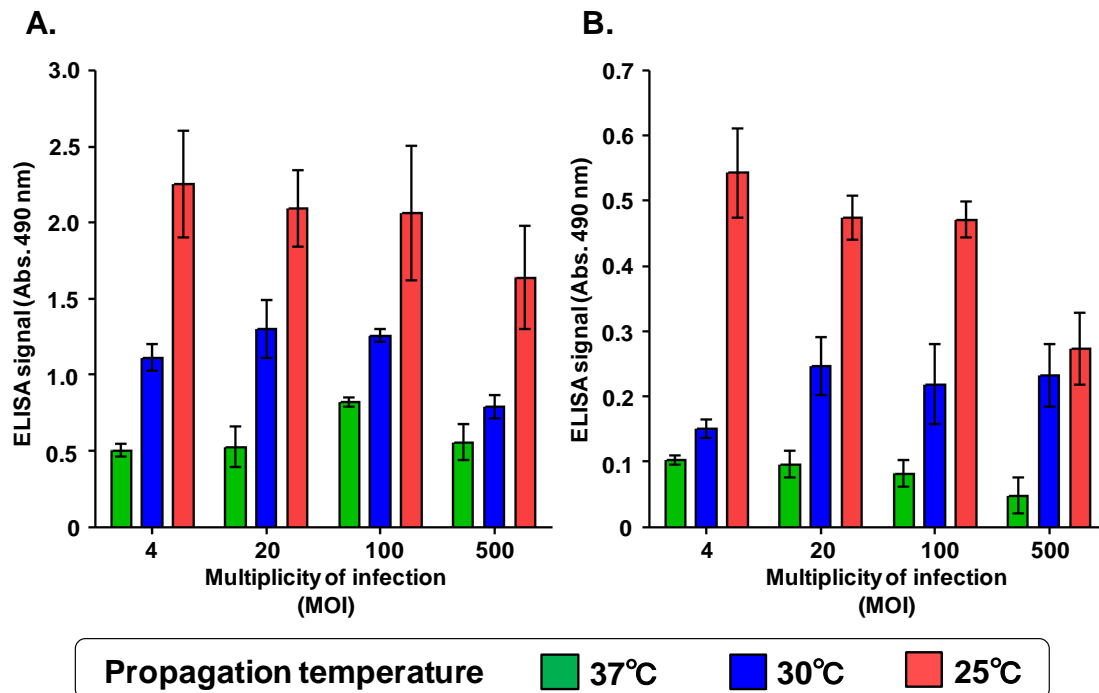 A.
ELISA signal (Abs. 490 nm)
3.0
2.5
2.0
1.5
1.0
0.5
0
4 20 100 500
Multiplicity of infection
(MOI)
B.
ELISA signal (Abs. 490 nm)
0.7
0.6
0.5
0.4
0.3
0.2
0.1
0
4 20 100 500
Multiplicity of infection
(MOI)
Propagation temperature 37°C 30°C 25°C